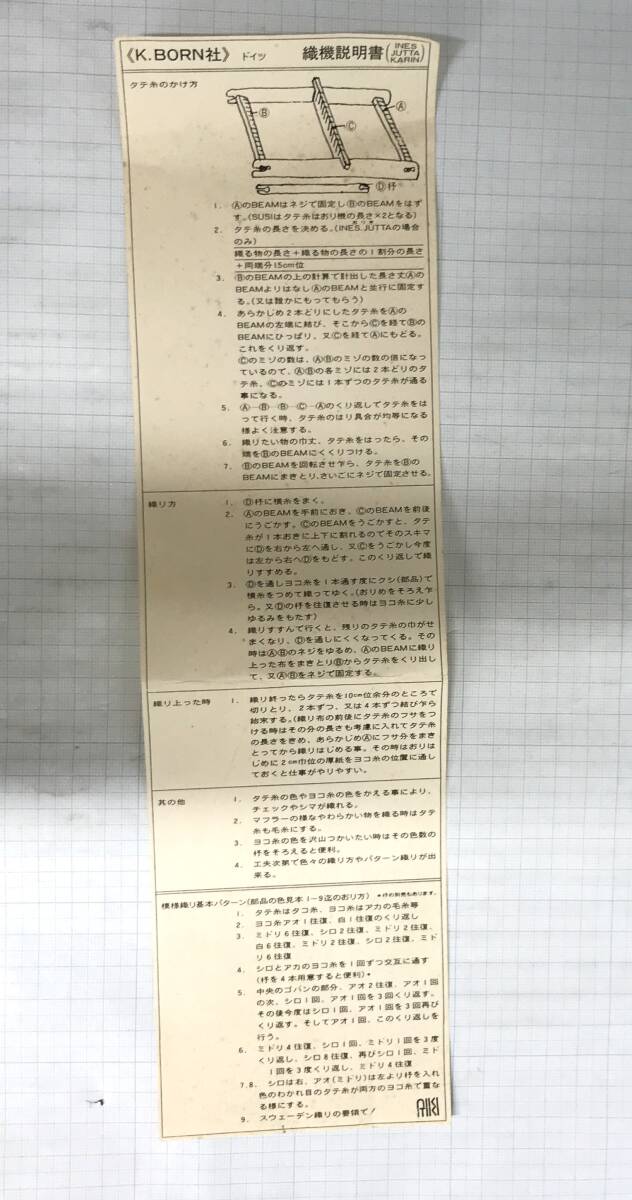 《K.BORN社》 ドイツ 織機説明書 (INES JUTTA KARIN)
タテ糸のかけ方
Ⓐ
Ⓑ
Ⓒ
Ⓓ杼
1. ⒶのBEAMはネジで固定しⒷのBEAMをはず
す。(SUSIはタテ糸はおり機の長さ×2となる)
2. タテ糸の長さを決める。(INES.JUTTAの場合
のみ)
織る物の長さ+織る物の長さの1割分の長さ
+両端分15cm位
3. ⒷのBEAMの上の計算で計出した長さ丈Ⓐの
BEAMよりはなしⒶのBEAMと並行に固定す
る。(又は誰かにもってもらう)
4. あらかじめ2本どりにしたタテ糸をⒶの
BEAMの左端に結び、そこからⒸを経てⒷの
BEAMにひっぱり、又Ⓒを経てⒶにもどる。
これをくり返す。
Ⓒのミゾの数は、ⒶⒷのミゾの数の倍になっ
ているので、ⒶⒷの各ミゾには2本どりのタ
テ糸、Ⓒのミゾには1本ずつのタテ糸が通る
事になる。
5. Ⓐ-Ⓑ-Ⓑ-Ⓒ-Ⓐのくり返してタテ糸をは
って行く時、タテ糸のはり具合が均等になる
様よく注意する。
6. 織りたい物の巾丈、タテ糸をはったら、その
端をⒷのBEAMにくくりつける。
7. ⒷのBEAMを回転させ乍ら、タテ糸をⒷの
BEAMにまきとり、さいごにネジで固定させる。
織り方
1. Ⓓ杼に横糸をまく。
2. ⒶのBEAMを手前におき、ⒸのBEAMを前後
にうごかす。ⒸのBEAMをうごかすと、タテ
糸が1本おきに上下に割れるのでそのスキマ
にⒹを右から左へ通し、又Ⓒをうごかし今度
は左から右へⒹをもどす。このくり返しで織
りすすめる。
3. Ⓓを通しヨコ糸を1本通す度にクシ(部品)で
横糸をつめて織ってゆく。(おりめをそろえ乍
ら。又Ⓓの杼を往復させる時はヨコ糸に少し
ゆるみをもたす)
4. 織りすすんで行くと、残りのタテ糸の巾がせ
まくなり、Ⓓを通しにくくなってくる。その
時はⒶⒷのネジをゆるめ、ⒶのBEAMに織り
上った布をまきとりⒷからタテ糸をくり出し
て、又ⒶⒷをネジで固定する。
織り上った時
1. 織り終ったらタテ糸を10cm位余分のところで
切りとり、2本ずつ、又は4本ずつ結び乍ら
始末する。(織り布の前後にタテ糸のフサをつ
ける時はその分の長さも考慮に入れてタテ糸
の長さをきめ、あらかじめⒶにフサ分をまき
とってから織りはじめる事。その時はおりは
じめに2cm巾位の厚紙をヨコ糸の位置に通し
ておくと仕事がやりやすい。
其の他
1. タテ糸の色やヨコ糸の色をかえる事により、
チェックやシマが織れる。
2. マフラーの様なやわらかい物を織る時はタテ
糸も毛糸にする。
3. ヨコ糸の色を沢山つかいたい時はその色数の
杼をそろえると便利。
4. 工夫次第で色々の織り方やパターン織りが出
来る。
模様織り基本パターン(部品の色見本1~9迄のおり方) *杼の別売もあります。
1. タテ糸はタコ糸、ヨコ糸はアカの毛糸等
2. ヨコ糸アオ1往復、白1往復のくり返し
3. ミドリ6往復、シロ2往復、ミドリ2往復、
白6往復、ミドリ2往復、シロ2往復、ミド
リ6往復
4. シロとアカのヨコ糸を1回ずつ交互に通す
(杼を4本用意すると便利)*
5. 中央のゴバンの部分、アオ2往復、アオ1回
の次、シロ1回、アオ1回を3回くり返す。
その後今度はシロ1回、アオ1回を3回再び
くり返す。そしてアオ1回、このくり返しを
行う。
6. ミドリ4往復、シロ1回、ミドリ1回を3度
くり返し、シロ8往復、再びシロ1回、ミド
リ1回を3度くり返し、ミドリ4往復
7.8. シロは右、アオ(ミドリ)は左より杼を入れ
色のわかれ目のタテ糸が両方のヨコ糸で重な
る様にする。
9. スウェーデン織りの要領で!